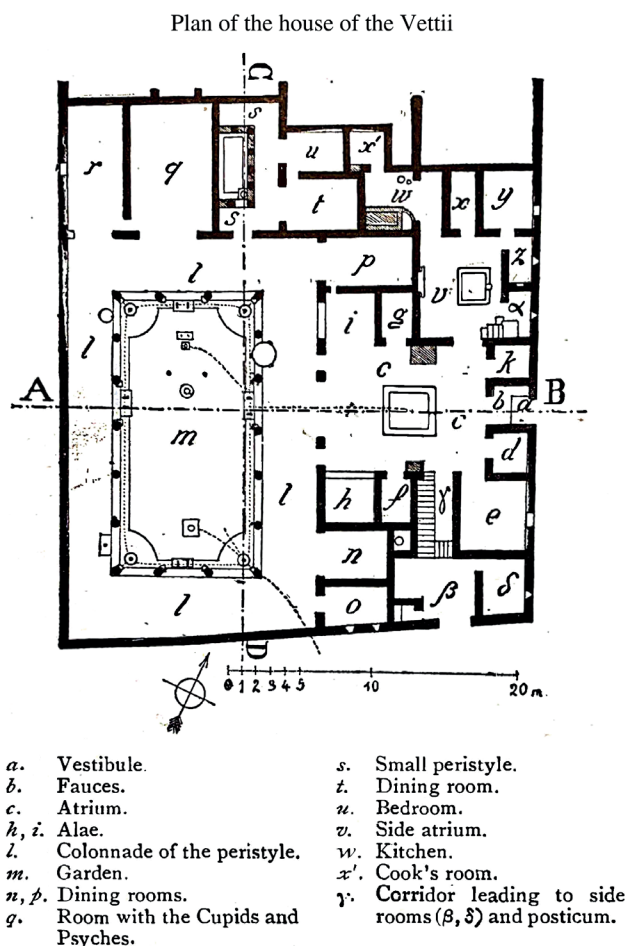 Plan of the house of the Vettii
C
s
u
x'
r
q
w
x
y
t
s
z
l
p
v
α
i
g
l
c
k
A
B
b
a
m
c
d
l
h
f
γ
e
n
β
δ
o
l
D
0 1 2 3 4 5 10 20 m.
a. Vestibule.
b. Fauces.
c. Atrium.
h, i. Alae.
l. Colonnade of the peristyle.
m. Garden.
n, p. Dining rooms.
q. Room with the Cupids and
Psyches.
s. Small peristyle.
t. Dining room.
u. Bedroom.
v. Side atrium.
w. Kitchen.
x'. Cook's room.
γ. Corridor leading to side
rooms (β, δ) and posticum.